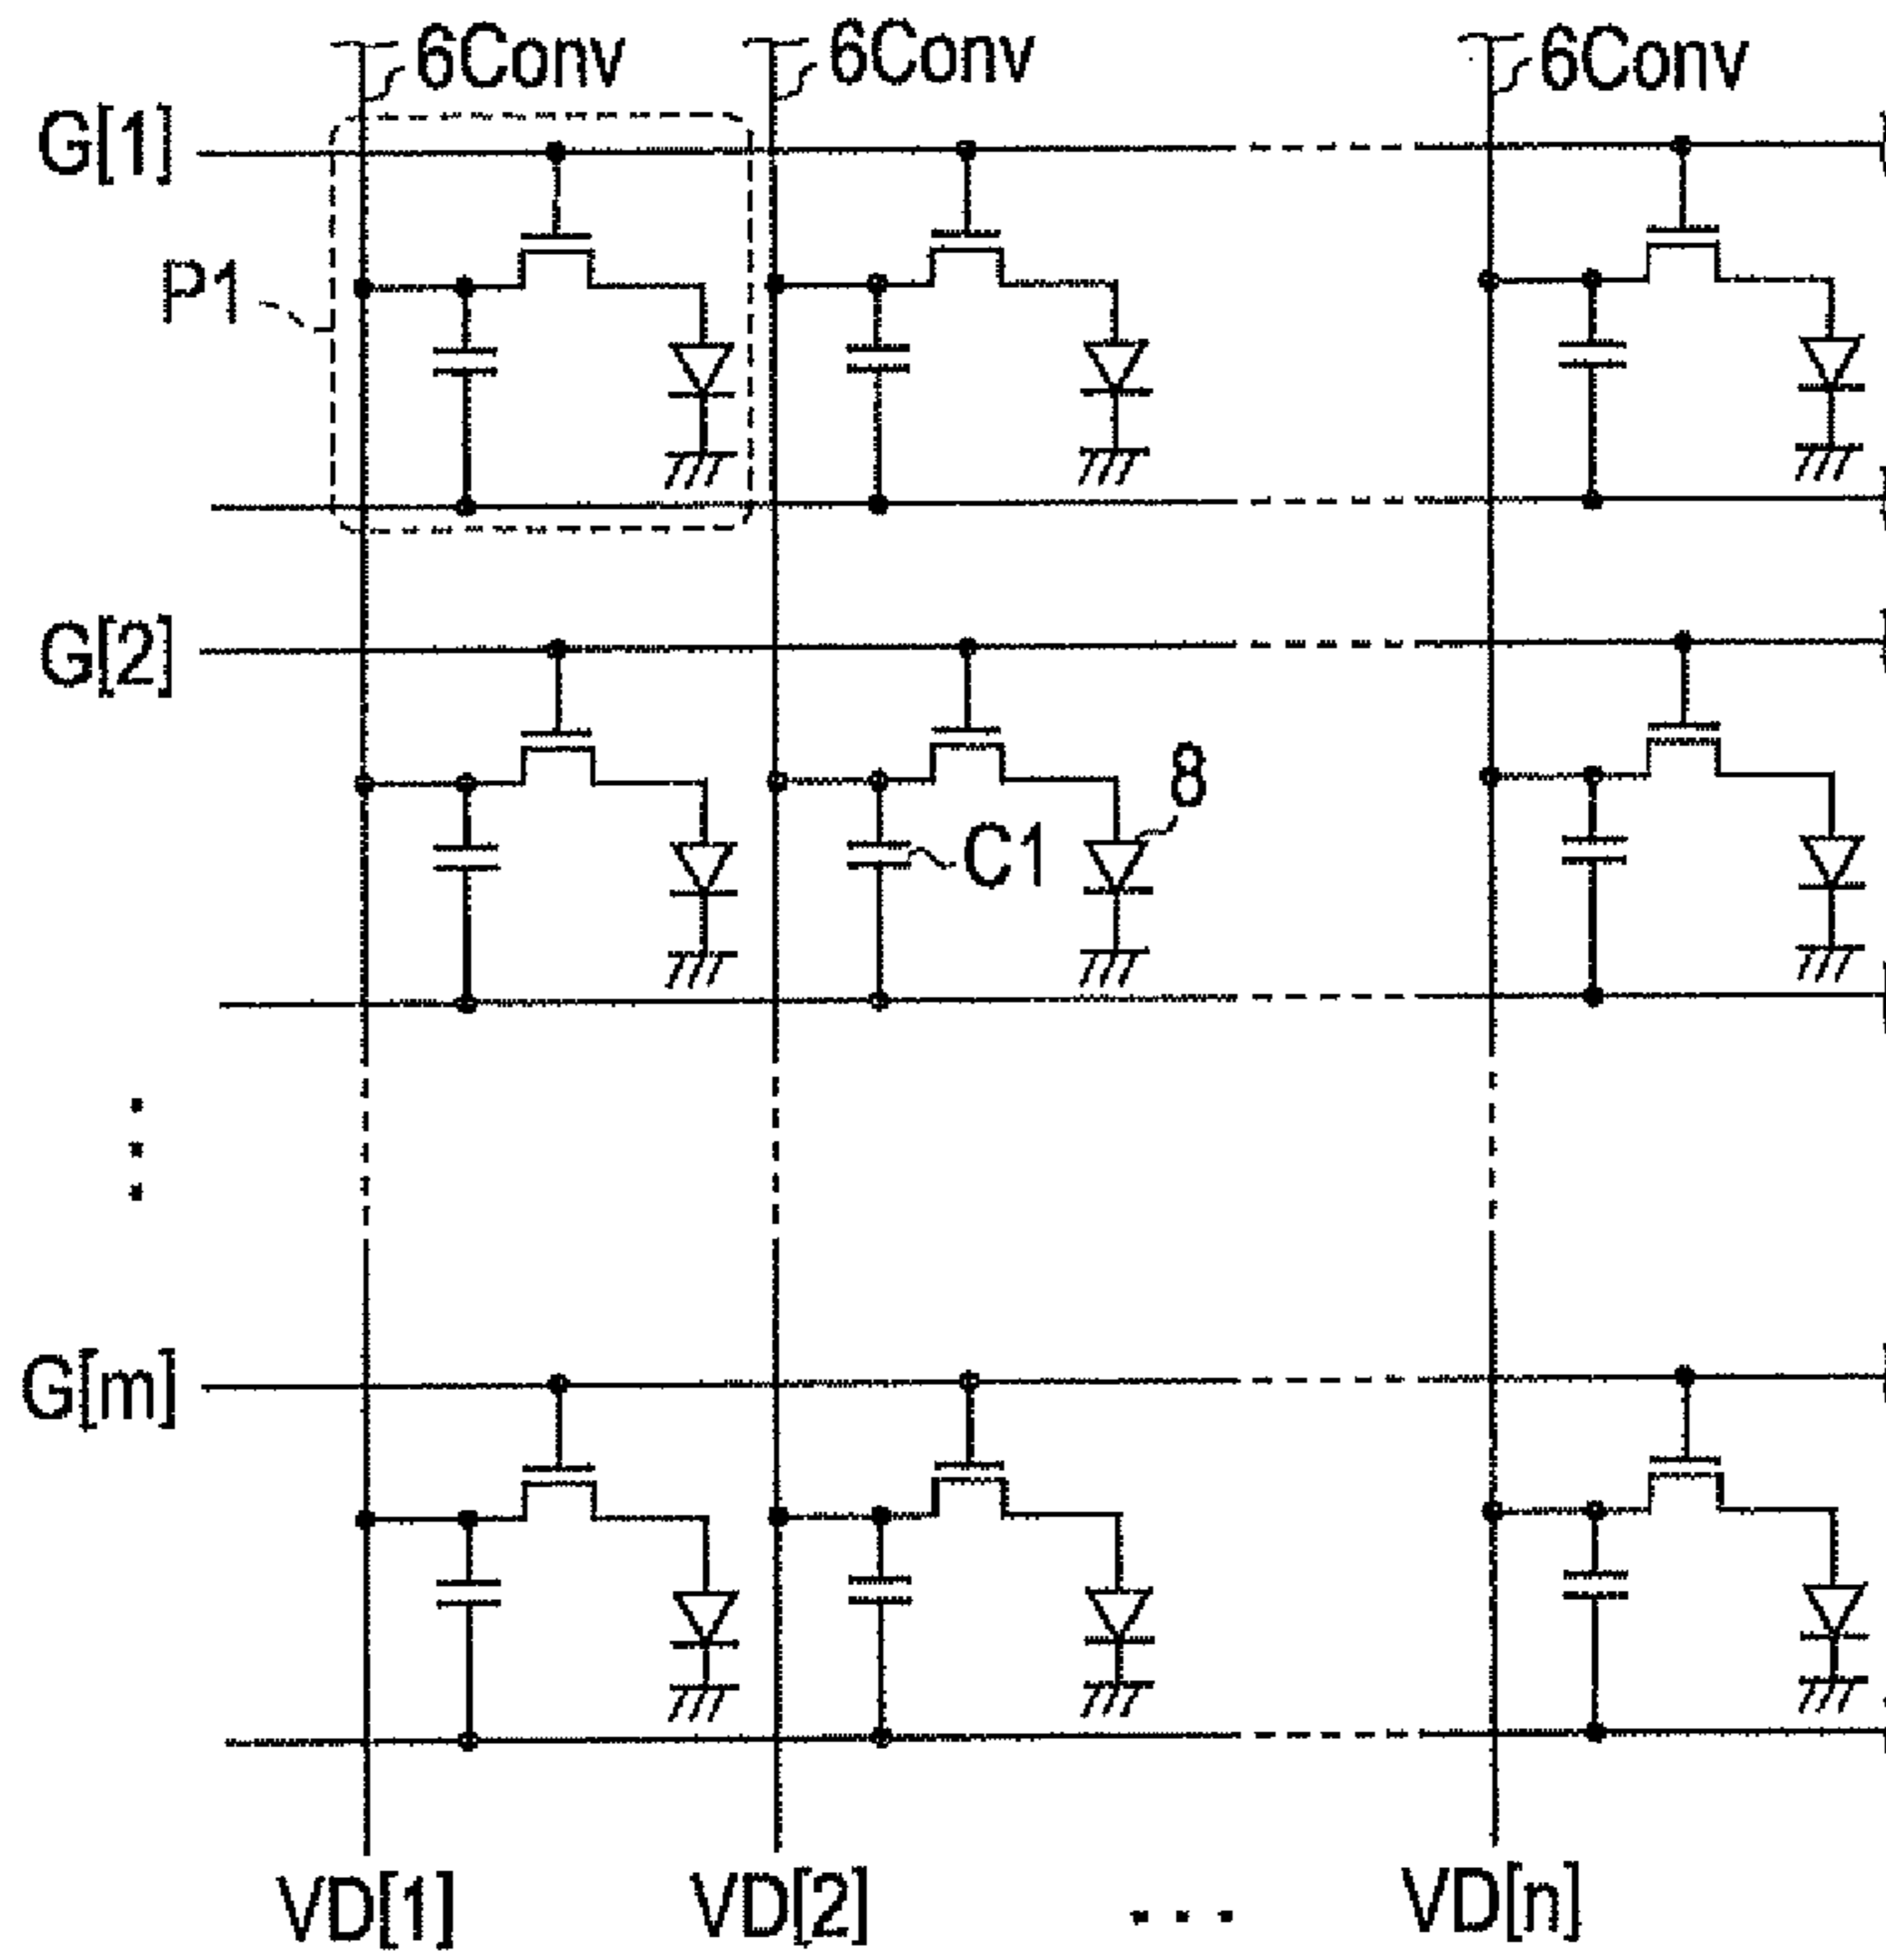 6Conv 6Conv 6Conv
G[1]
P1
G[2]
8
C1
G[m]
VD[1] VD[2] ... VD[n]